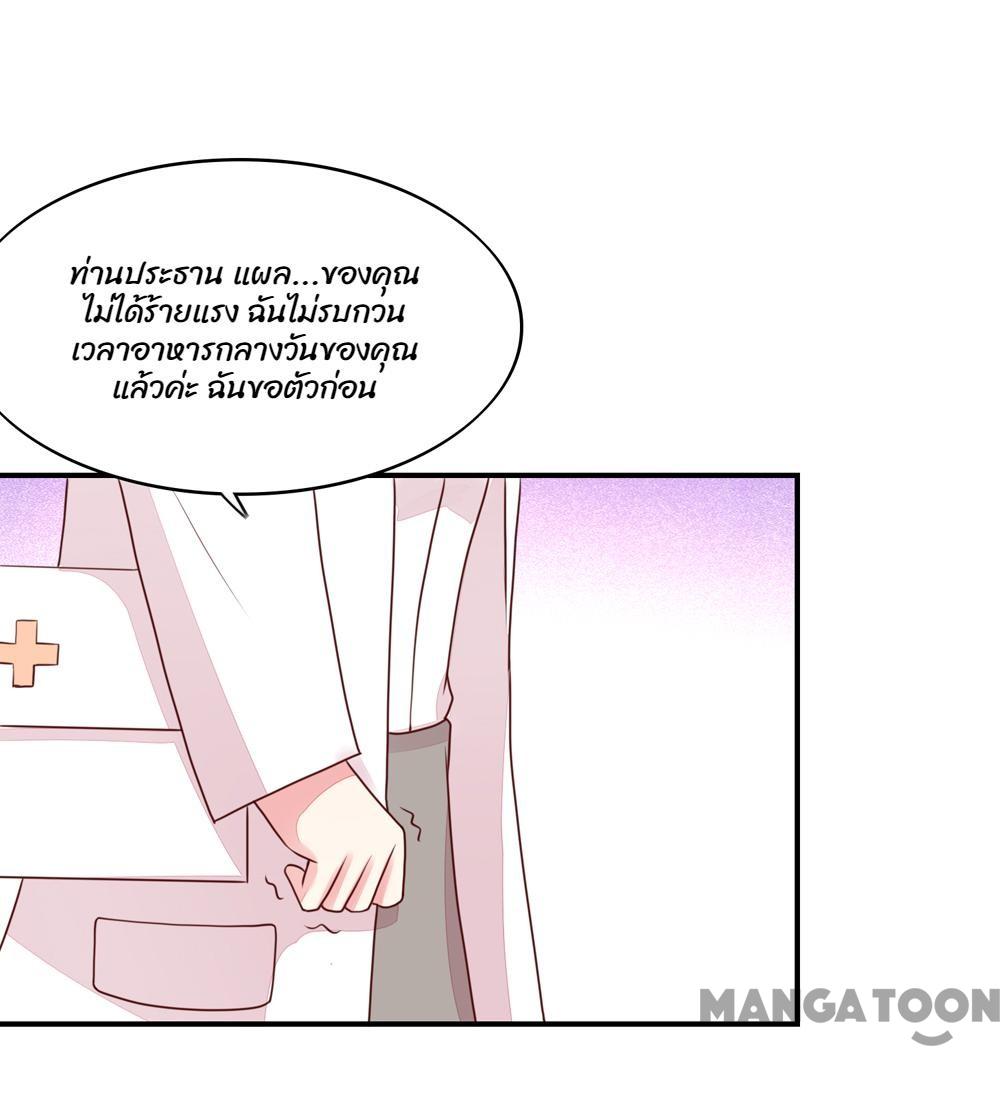 ท่านประธาน แผล...ของคุณ
ไม่ได้ร้ายแรง ฉันไม่รบกวน
เวลาอาหารกลางวันของคุณ
แล้วค่ะ ฉันขอตัวก่อน
MANGATOON